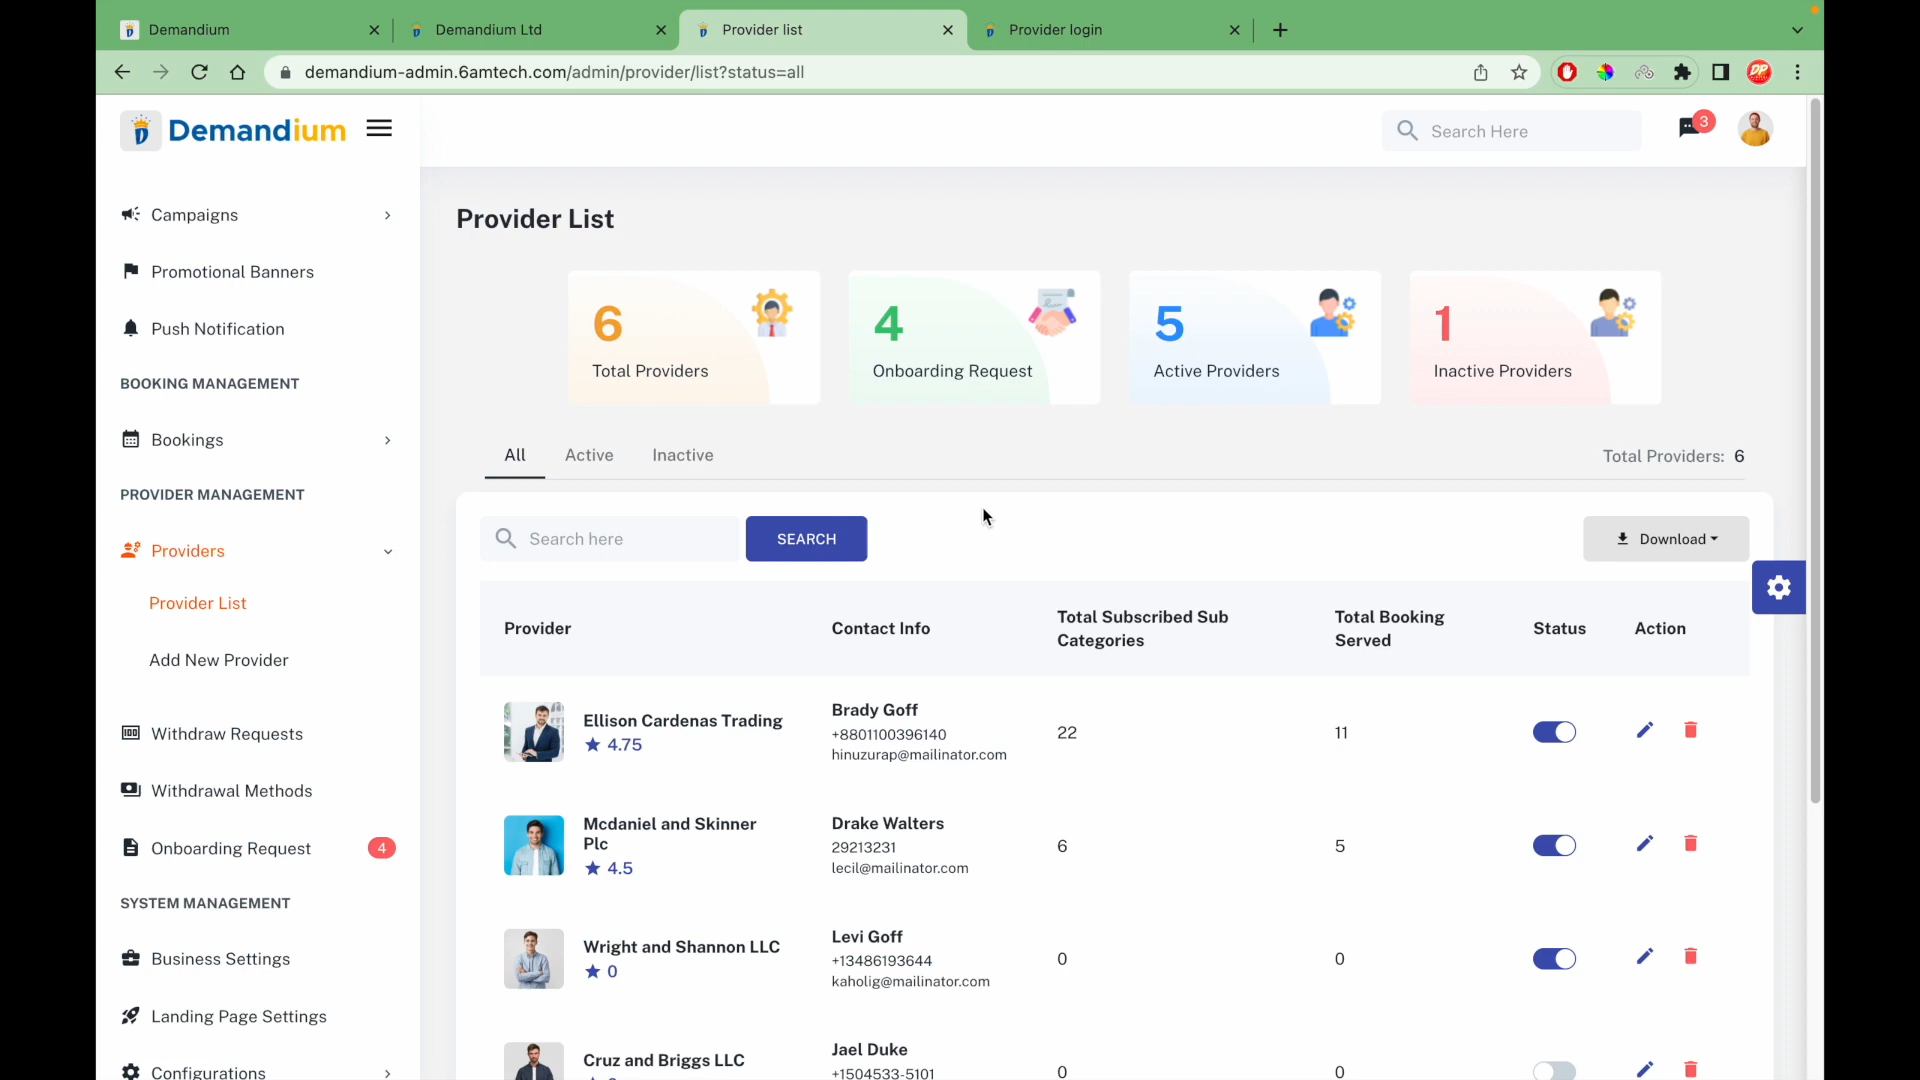 Demandium
Demandium Ltd
Provider list
Provider login
demandium-admin.6amtech.com/admin/provider/list?status=all
Demandium
Search Here
3
Campaigns
Promotional Banners
Push Notification
BOOKING MANAGEMENT
Bookings
PROVIDER MANAGEMENT
Providers
Provider List
Add New Provider
Withdraw Requests
Withdrawal Methods
Onboarding Request 4
SYSTEM MANAGEMENT
Business Settings
Landing Page Settings
Configurations
Provider List
6
Total Providers
4
Onboarding Request
5
Active Providers
1
Inactive Providers
All Active Inactive
Total Providers: 6
Search here
SEARCH
Download
Provider
Contact Info
Total Subscribed Sub
Categories
Total Booking
Served
Status
Action
Ellison Cardenas Trading
4.75
Brady Goff
+8801100396140
hinuzurap@mailinator.com
22
11
Mcdaniel and Skinner
Plc
4.5
Drake Walters
29213231
lecil@mailinator.com
6
5
Wright and Shannon LLC
0
Levi Goff
+13486193644
kaholig@mailinator.com
0
0
Cruz and Briggs LLC
Jael Duke
+1504533-5101
0
0